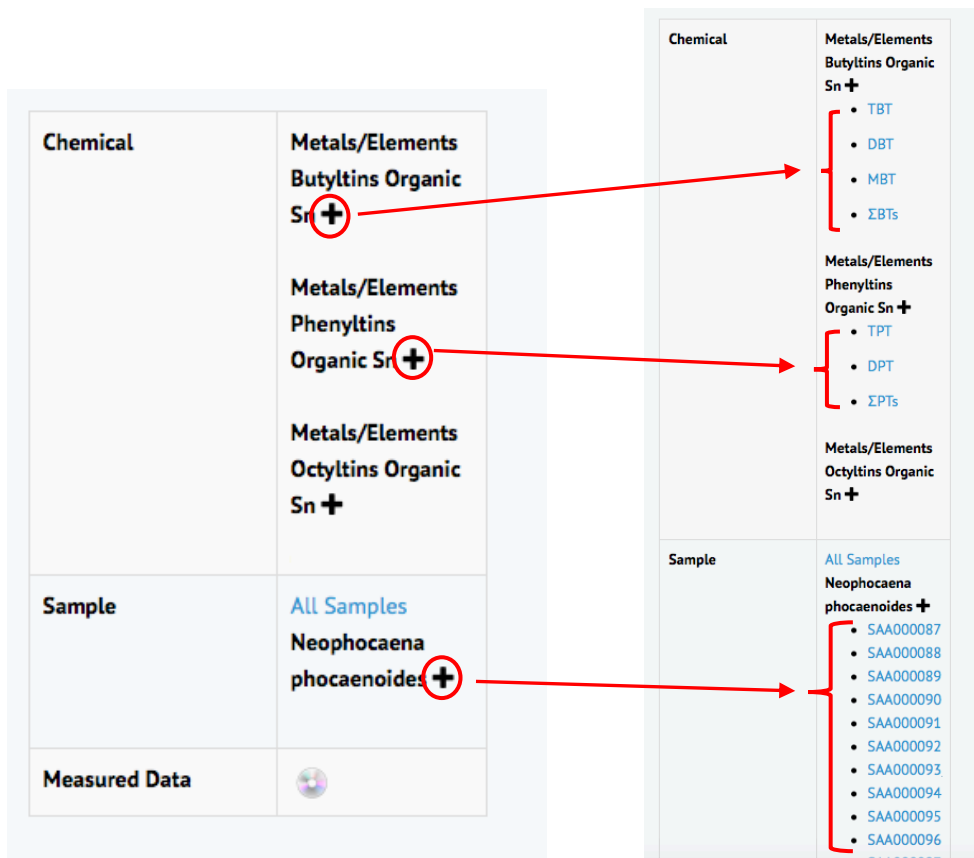 Chemical
Metals/Elements
Butyltins Organic
Sn +
Metals/Elements
Phenyltins
Organic Sn +
Metals/Elements
Octyltins Organic
Sn +
Sample
All Samples
Neophocaena
phocaenoides +
Measured Data
Chemical
Metals/Elements
Butyltins Organic
Sn +
• TBT
• DBT
• MBT
• ΣBTs
Metals/Elements
Phenyltins
Organic Sn +
• TPT
• DPT
• ΣPTs
Metals/Elements
Octyltins Organic
Sn +
Sample
All Samples
Neophocaena
phocaenoides +
• SAA000087
• SAA000088
• SAA000089
• SAA000090
• SAA000091
• SAA000092
• SAA000093
• SAA000094
• SAA000095
• SAA000096